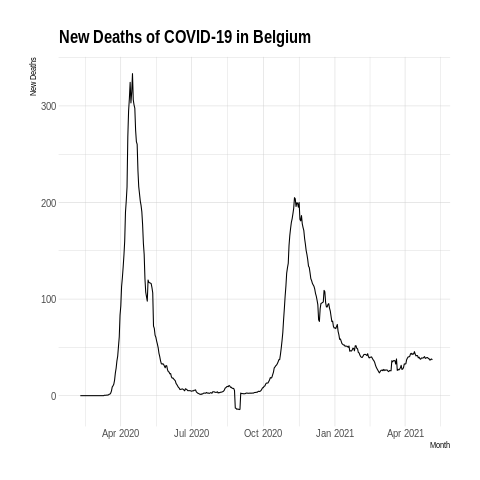 New Deaths of COVID-19 in Belgium
New Deaths
300
200
100
0
Apr 2020 Jul 2020 Oct 2020 Jan 2021 Apr 2021
Month